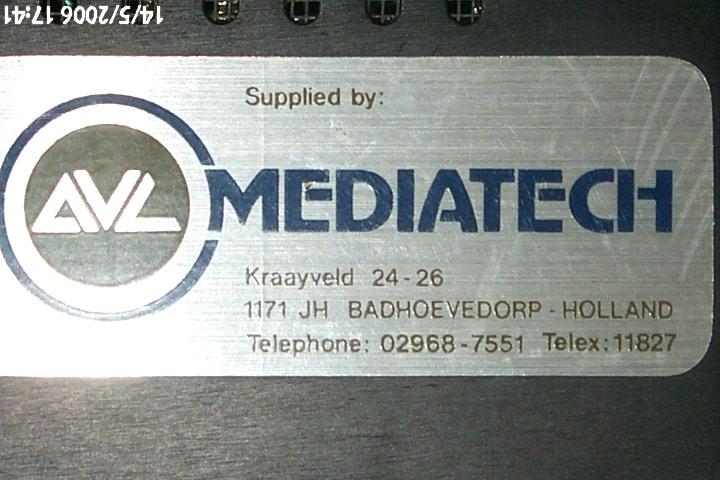 14/5/2006 17:41
Supplied by:
AVL MEDIATECH
Kraayveld 24-26
1171 JH BADHOEVEDORP - HOLLAND
Telephone: 02968-7551 Telex: 11827